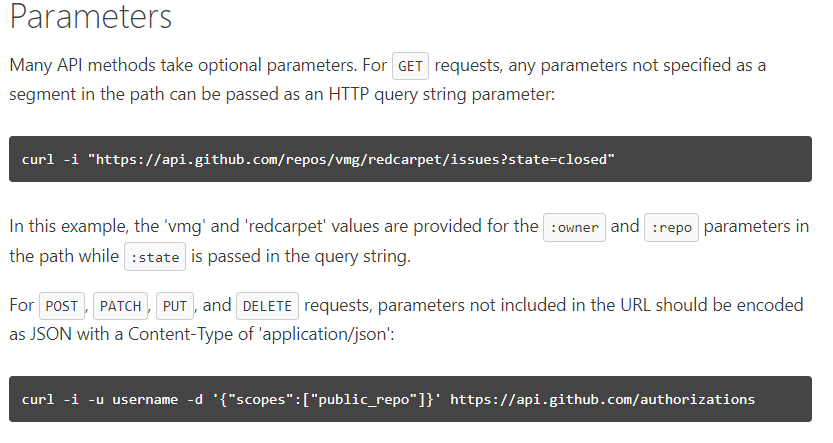 Parameters
Many API methods take optional parameters. For GET requests, any parameters not specified as a
segment in the path can be passed as an HTTP query string parameter:
curl -i "https://api.github.com/repos/vmg/redcarpet/issues?state=closed"
In this example, the 'vmg' and 'redcarpet' values are provided for the :owner and :repo parameters in
the path while :state is passed in the query string.
For POST, PATCH, PUT, and DELETE requests, parameters not included in the URL should be encoded
as JSON with a Content-Type of 'application/json':
curl -i -u username -d '{"scopes":["public_repo"]}' https://api.github.com/authorizations